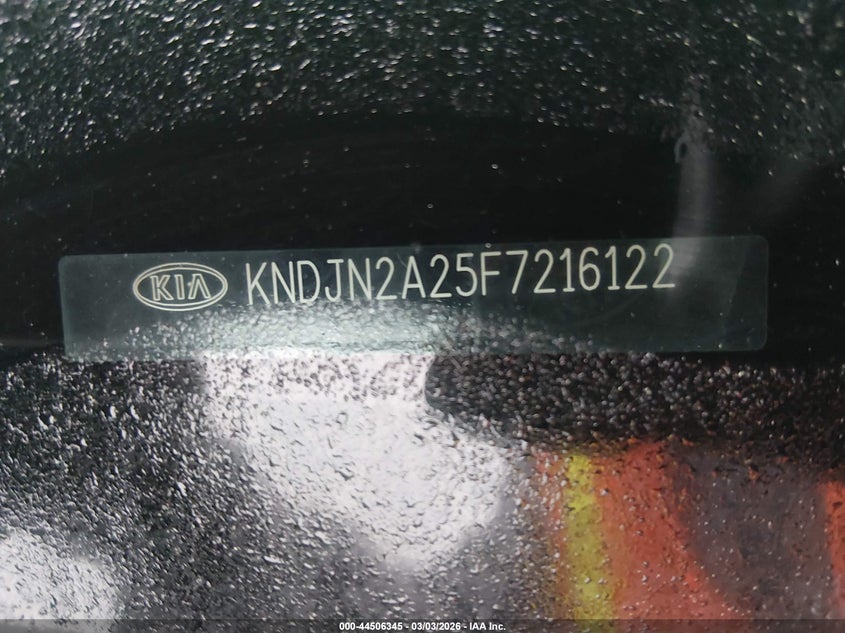 KIA KNDJN2A25F7216122
000-44506345 - 03/03/2026 - IAA Inc.